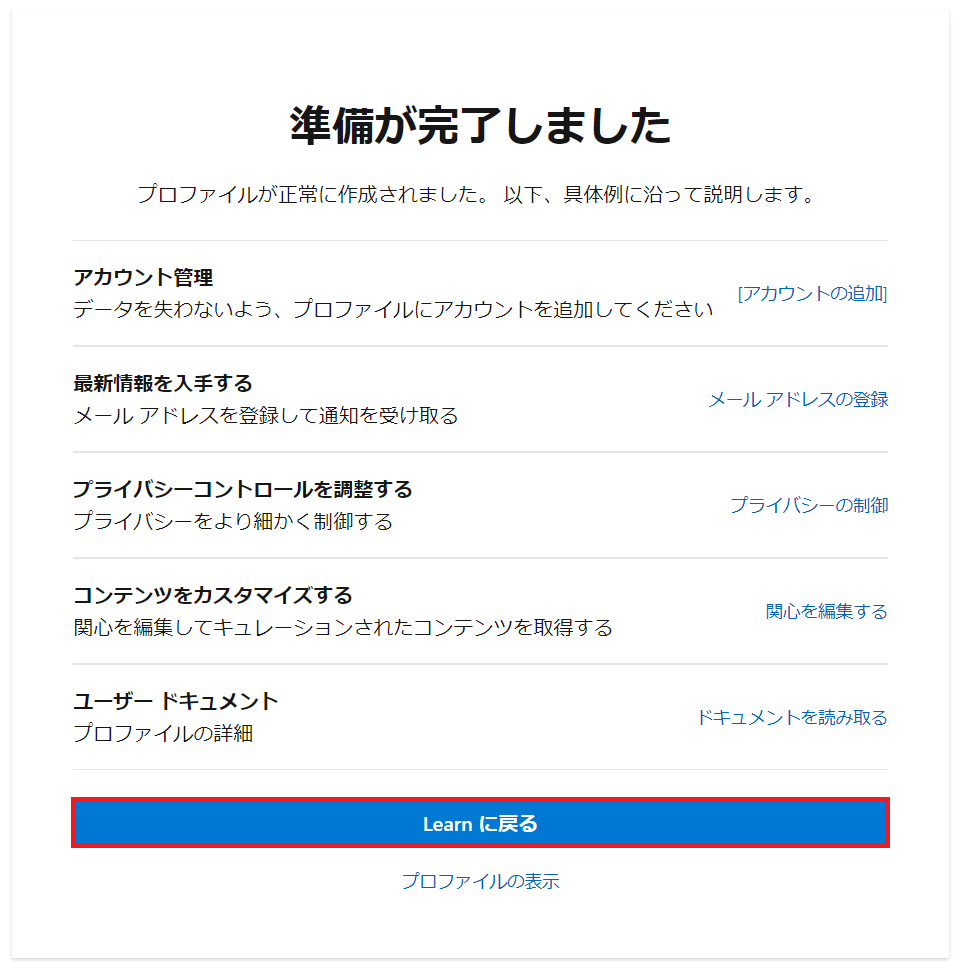 準備が完了しました
プロファイルが正常に作成されました。 以下、具体例に沿って説明します。
アカウント管理
データを失わないよう、プロファイルにアカウントを追加してください
[アカウントの追加]
最新情報を入手する
メール アドレスを登録して通知を受け取る
メール アドレスの登録
プライバシーコントロールを調整する
プライバシーをより細かく制御する
プライバシーの制御
コンテンツをカスタマイズする
関心を編集してキュレーションされたコンテンツを取得する
関心を編集する
ユーザー ドキュメント
プロファイルの詳細
ドキュメントを読み取る
Learn に戻る
プロファイルの表示